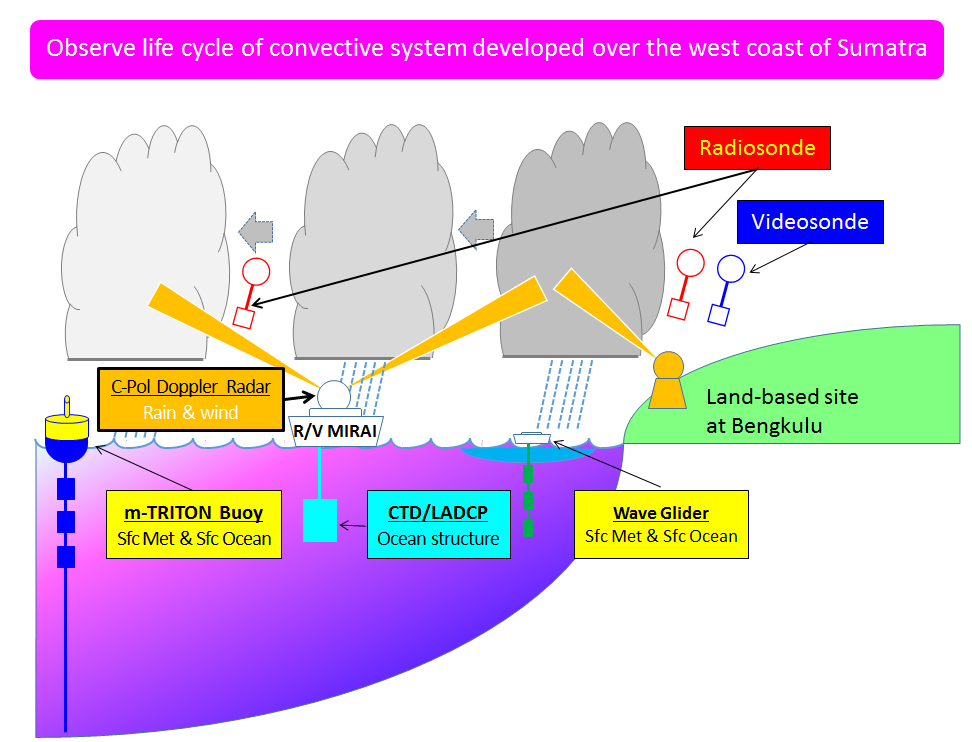 Observe life cycle of convective system developed over the west coast of Sumatra
Radiosonde
Videosonde
C-Pol Doppler Radar
Rain & wind
R/V MIRAI
Land-based site
at Bengkulu
m-TRITON Buoy
Sfc Met & Sfc Ocean
CTD/LADCP
Ocean structure
Wave Glider
Sfc Met & Sfc Ocean